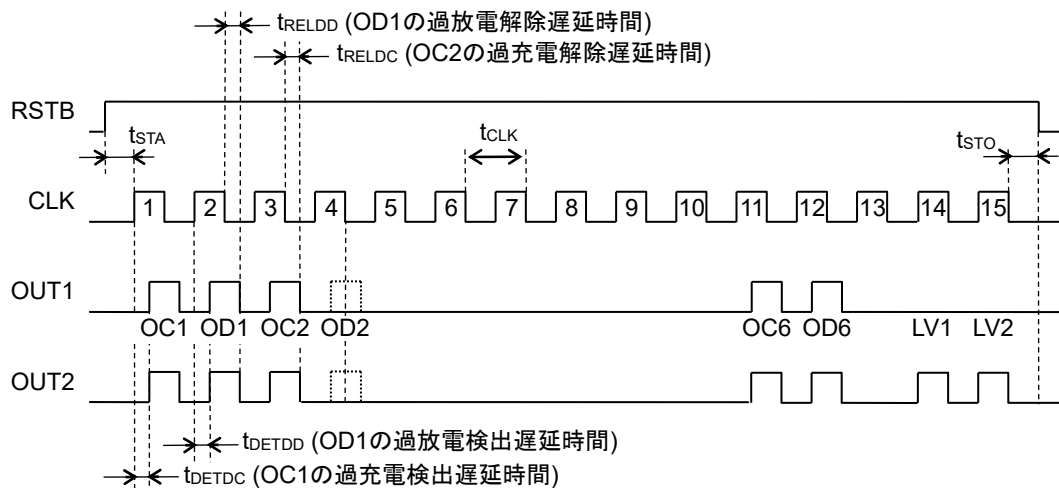 tRELDD (OD1の過放電解除遅延時間)
tRELDC (OC2の過充電解除遅延時間)
RSTB
tSTA
tCLK
tSTO
CLK
1 2 3 4 5 6 7 8 9 10 11 12 13 14 15
OUT1
OC1 OD1 OC2 OD2 OC6 OD6 LV1 LV2
OUT2
tDETDD (OD1の過放電検出遅延時間)
tDETDC (OC1の過充電検出遅延時間)